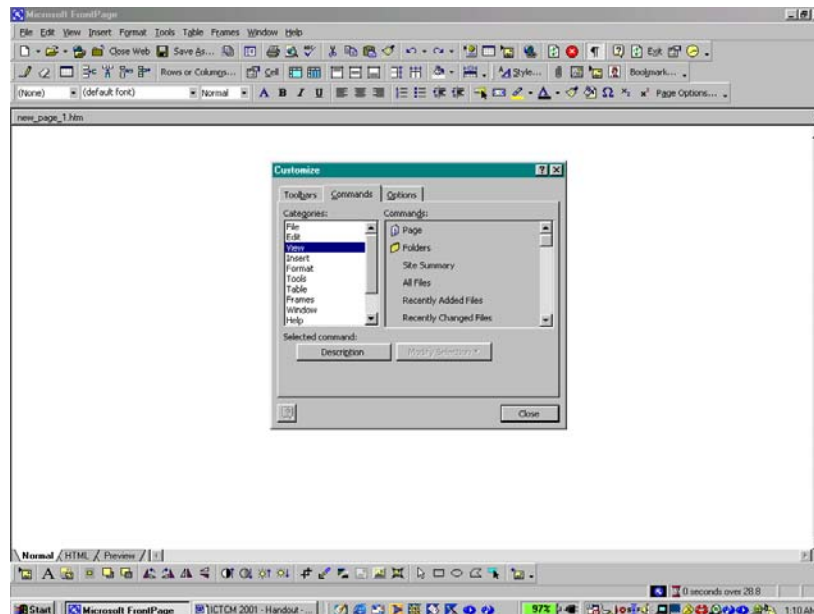 Microsoft FrontPage
File Edit View Insert Format Tools Table Frames Window Help
Close Web Save As... Exit
Rows or Columns... Cell Style... Bookmark...
(None) (default font) Normal A B I U Page Options...
new_page_1.htm
Customize
Toolbars Commands Options
Categories: Commands:
File
Edit
View
Insert
Format
Tools
Table
Frames
Window
Help
Page
Folders
Site Summary
All Files
Recently Added Files
Recently Changed Files
Selected command:
Description Modify Selection
Close
Normal HTML Preview
0 seconds over 28.8
Start Microsoft FrontPage ICTCM 2001 - Handout -... 97% 1:10 AM